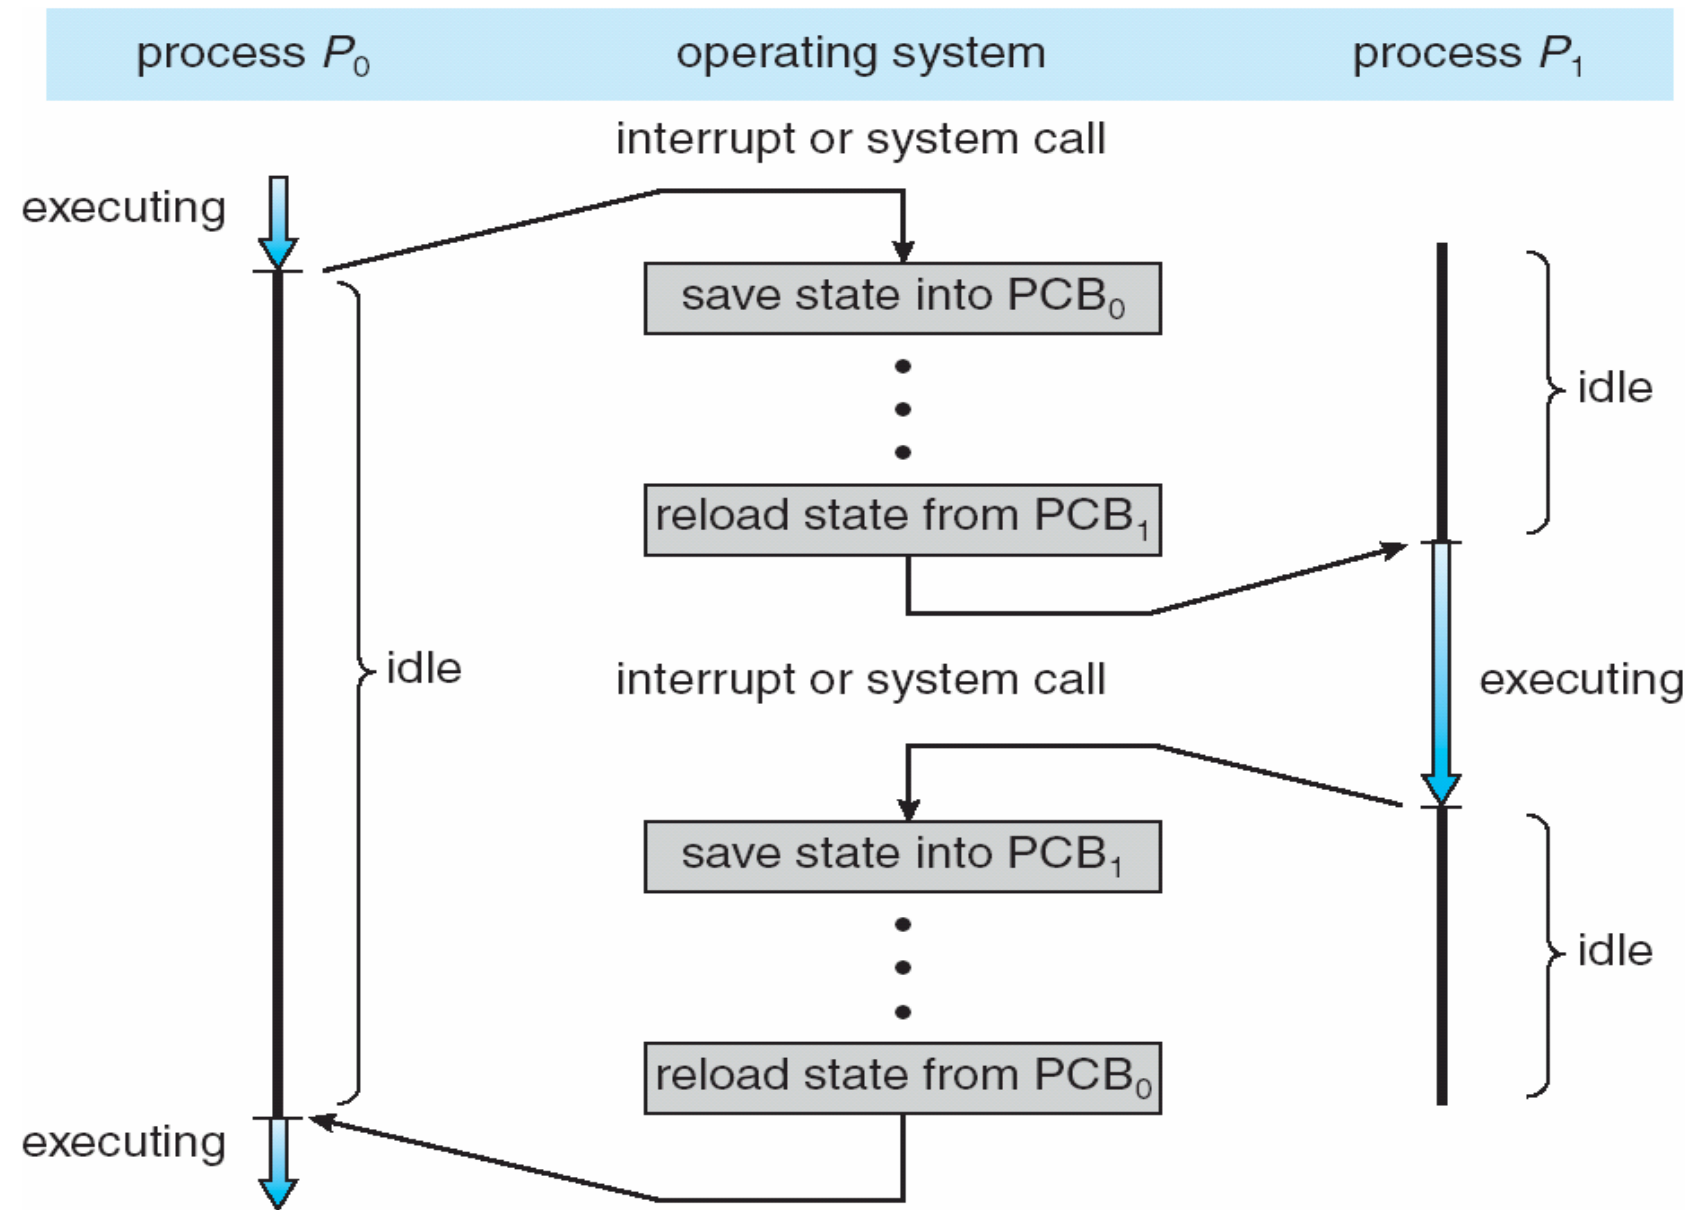 process P₀ operating system process P₁
interrupt or system call
executing
save state into PCB₀
idle
reload state from PCB₁
idle
interrupt or system call
executing
save state into PCB₁
idle
reload state from PCB₀
executing